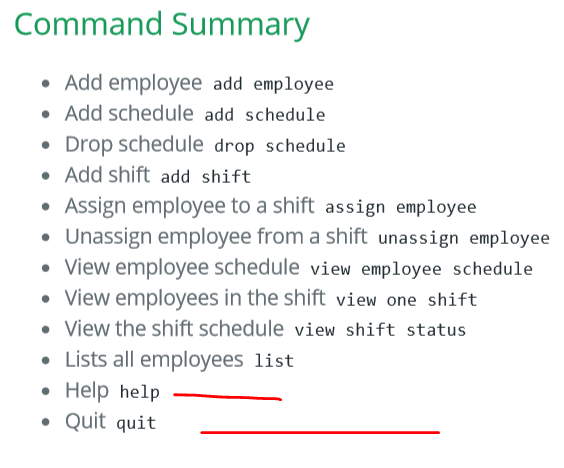 Command Summary
Add employee add employee
Add schedule add schedule
Drop schedule drop schedule
Add shift add shift
Assign employee to a shift assign employee
Unassign employee from a shift unassign employee
View employee schedule view employee schedule
View employees in the shift view one shift
View the shift schedule view shift status
Lists all employees list
Help help
Quit quit